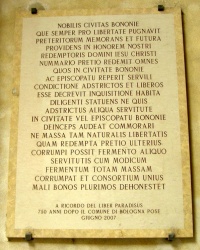 NOBILIS CIVITAS BONONIE
QUE SEMPER PRO LIBERTATE PUGNAVIT
PRETERITORUM MEMORANS ET FUTURA
PROVIDENS IN HONOREM NOSTRI
REDEMPTORIS DOMINI IESU CHRISTI
NUMMARIO PRETIO REDEMIT OMNES
QUOS IN CIVITATE BONONIE
AC EPISCOPATU REPERIT SERVILI
CONDICIONE ADSTRICTOS ET LIBEROS
ESSE DECREVIT INQUISITIONE HABITA
DILIGENTI STATUENS NE QUIS
ADSTRICTUS ALIQUA SERVITUTE
IN CIVITATE VEL EPISCOPATU BONONIE
DEINCEPS AUDEAT COMMORARI
NE MASSA TAM NATURALIS LIBERTATIS
QUAM REDEMPTA PRETIO ULTERIUS
CORRUMPI POSSIT FERMENTO ALIQUO
SERVITUTIS CUM MODICUM
FERMENTUM TOTAM MASSAM
CORRUMPAT ET CONSORTIUM UNIUS
MALI BONOS PLURIMOS DEHONESTET
A RICORDO DEL LIBER PARADISUS
750 ANNI DOPO IL COMUNE DI BOLOGNA POSE
GIUGNO 2007